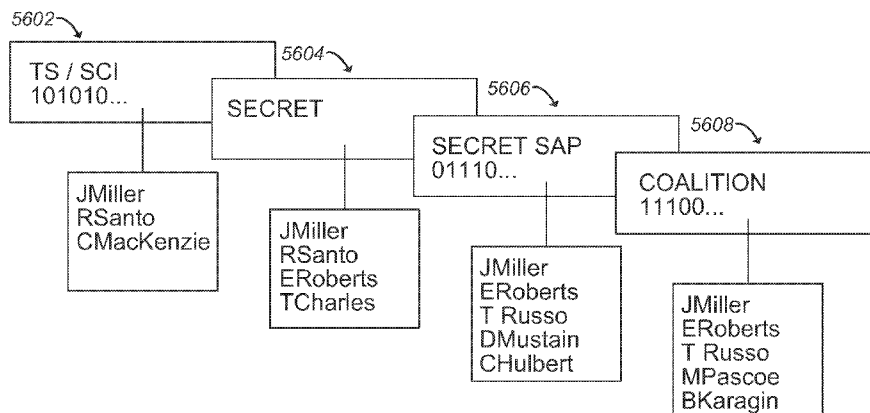 5602
TS / SCI
101010...
JMiller
RSanto
CMacKenzie
5604
SECRET
JMiller
RSanto
ERoberts
TCharles
5606
SECRET SAP
01110...
JMiller
ERoberts
T Russo
DMustain
CHulbert
5608
COALITION
11100...
JMiller
ERoberts
T Russo
MPascoe
BKaragin